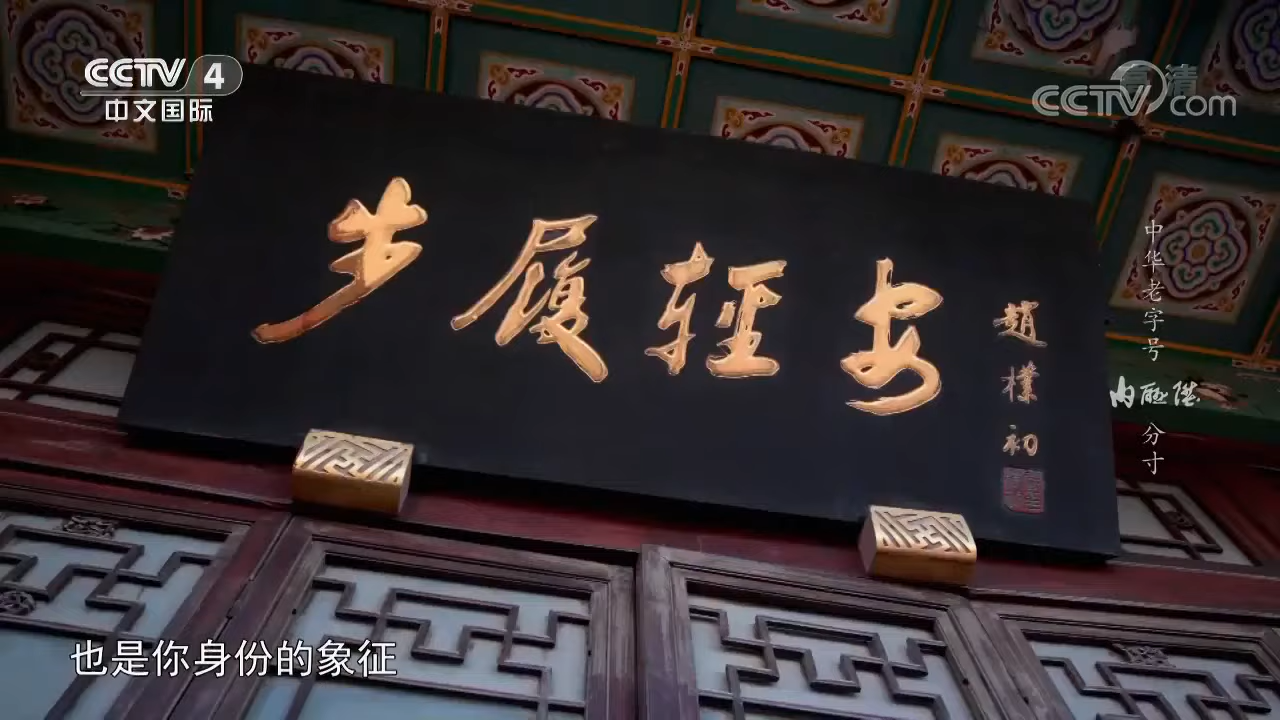 CCTV 4
中文国际
高清
CCTV com
步履輕安
趙樸初
中华老字号
内联陞
分寸
也是你身份的象征